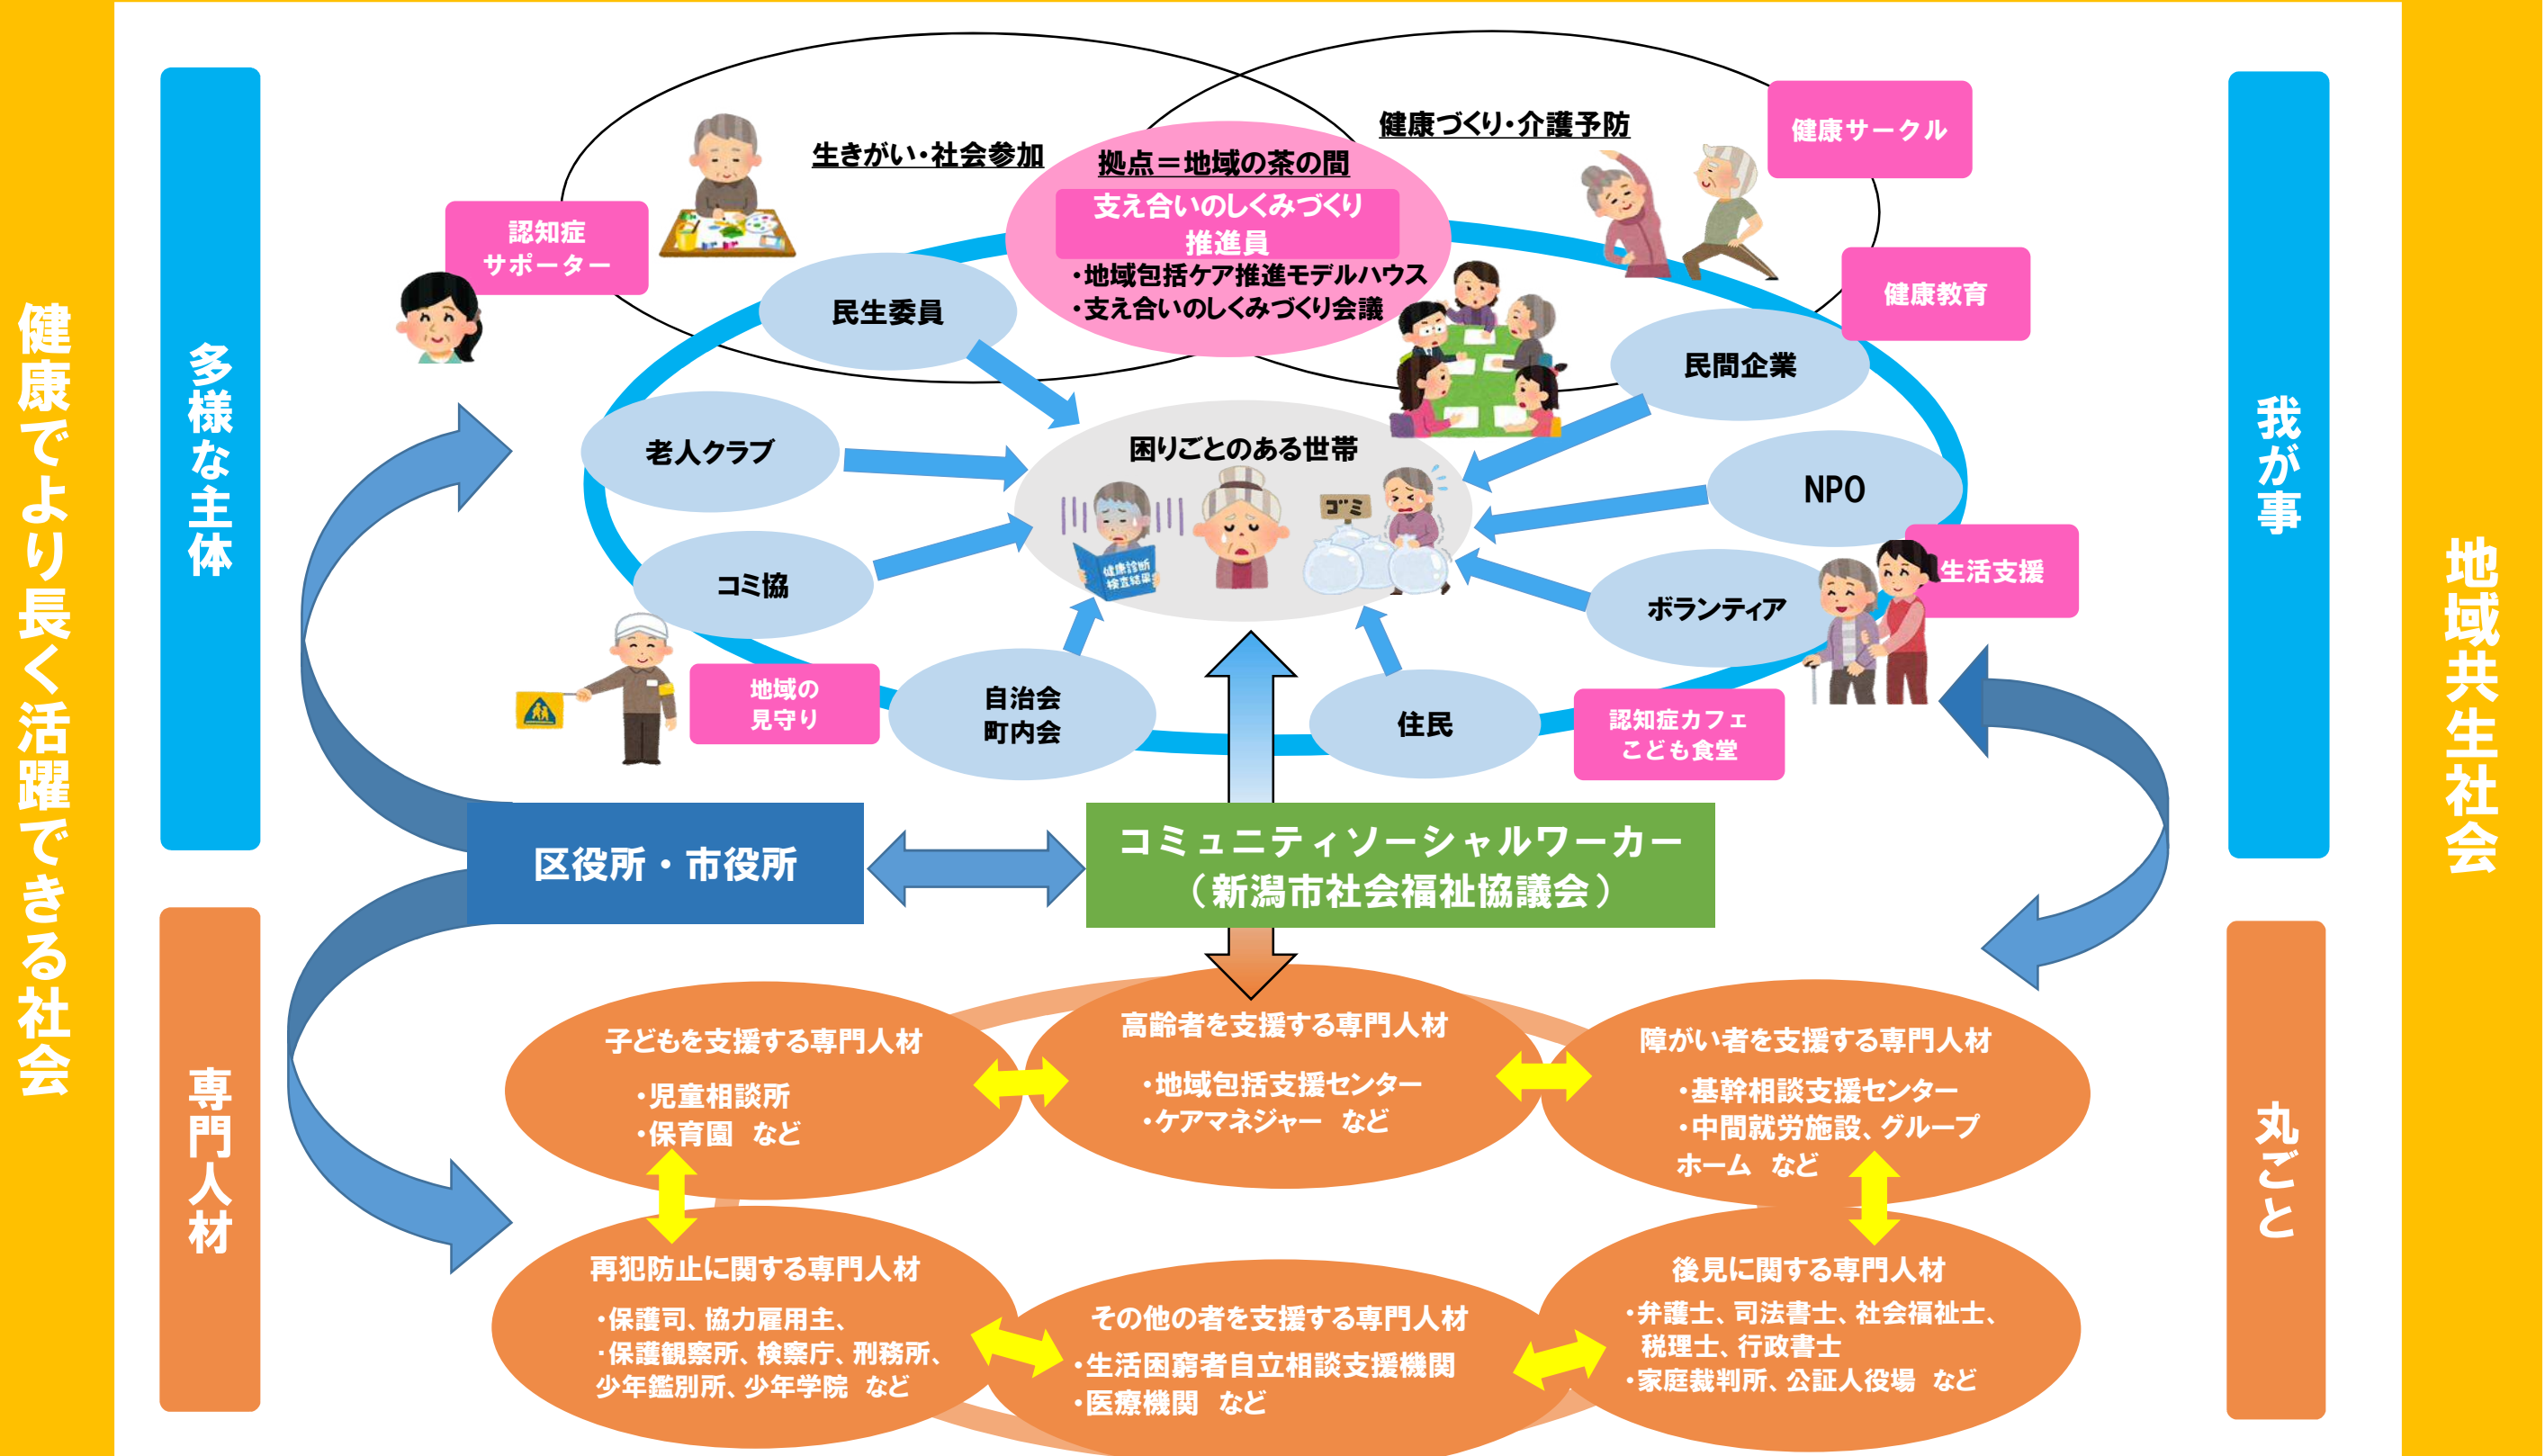 健康でより長く活躍できる社会
多様な主体
専門人材
生きがい・社会参加
健康づくり・介護予防
健康サークル
拠点＝地域の茶の間
支え合いのしくみづくり
推進員
・地域包括ケア推進モデルハウス
・支え合いのしくみづくり会議
認知症
サポーター
健康教育
民生委員
民間企業
老人クラブ
困りごとのある世帯
NPO
ゴミ
健康診断
検査結果
コミ協
生活支援
ボランティア
地域の
見守り
自治会
町内会
住民
認知症カフェ
こども食堂
区役所・市役所
コミュニティソーシャルワーカー
（新潟市社会福祉協議会）
子どもを支援する専門人材
・児童相談所
・保育園　など
高齢者を支援する専門人材
・地域包括支援センター
・ケアマネジャー　など
障がい者を支援する専門人材
・基幹相談支援センター
・中間就労施設、グループ
ホーム　など
再犯防止に関する専門人材
・保護司、協力雇用主、
・保護観察所、検察庁、刑務所、
少年鑑別所、少年学院　など
その他の者を支援する専門人材
・生活困窮者自立相談支援機関
・医療機関　など
後見に関する専門人材
・弁護士、司法書士、社会福祉士、
税理士、行政書士
・家庭裁判所、公証人役場　など
我が事
丸ごと
地域共生社会